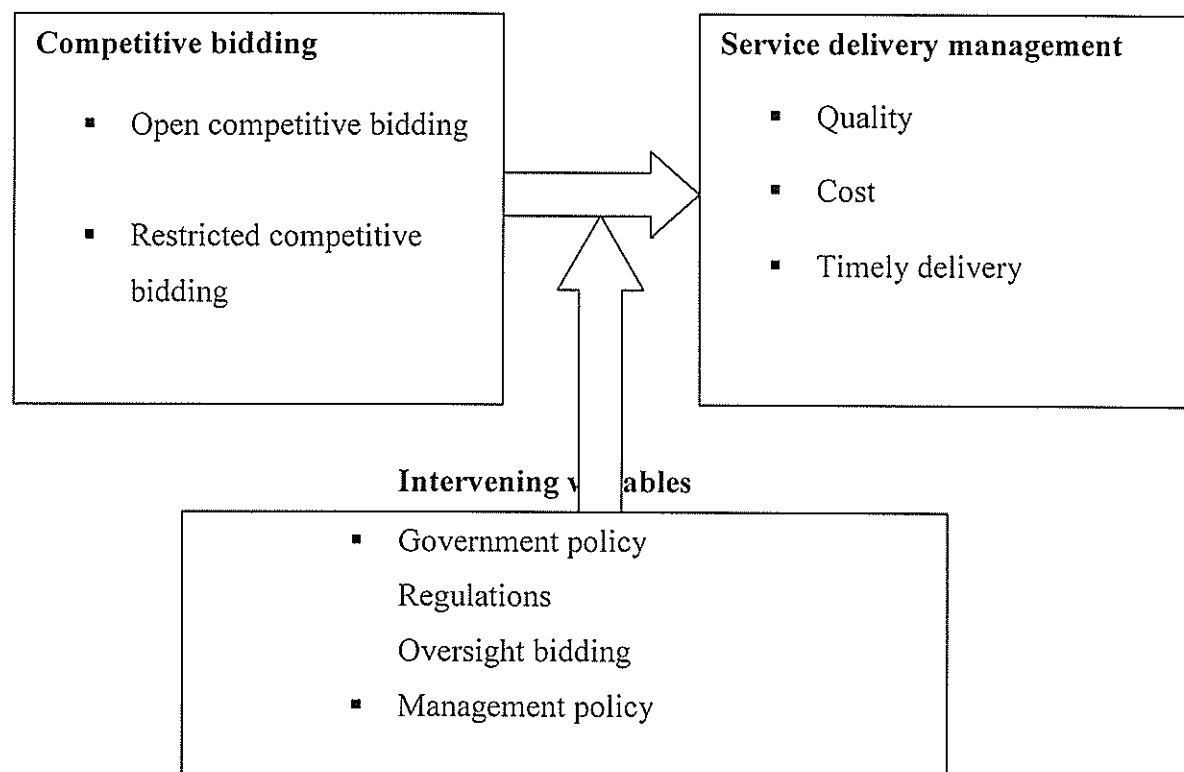 Competitive bidding
▪ Open competitive bidding
▪ Restricted competitive
bidding
Service delivery management
▪ Quality
▪ Cost
▪ Timely delivery
Intervening v ables
▪ Government policy
Regulations
Oversight bidding
▪ Management policy